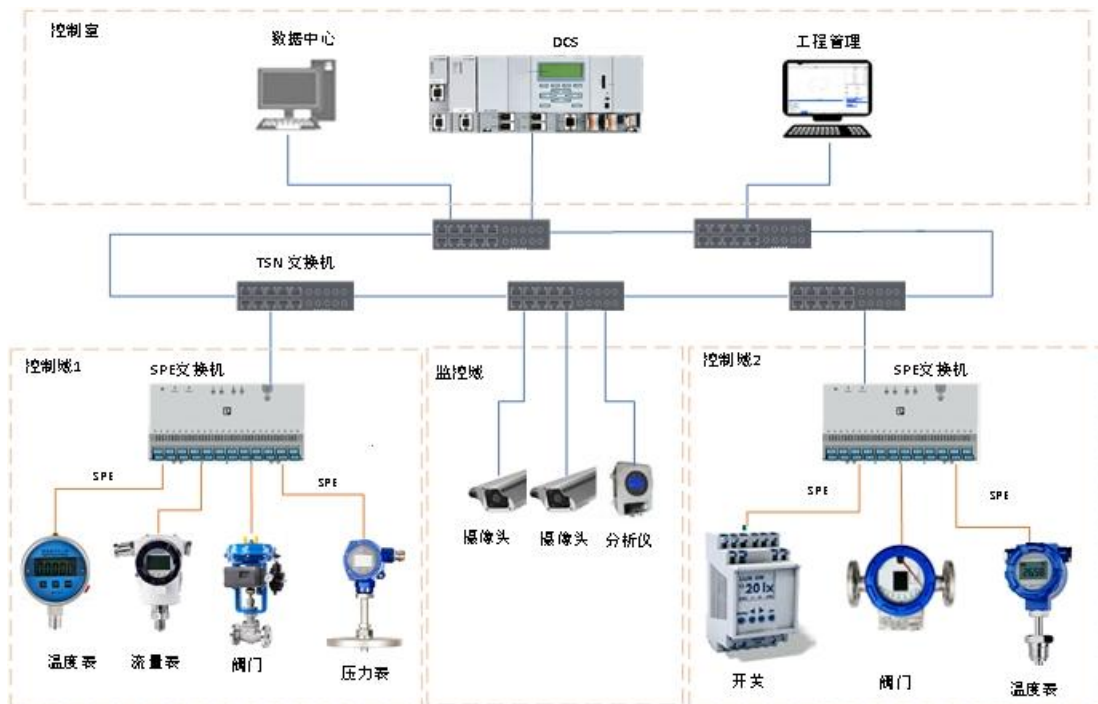 控制室
数据中心
DCS
工程管理
TSN 交换机
控制域1
SPE交换机
监控域
控制域2
SPE交换机
SPE
SPE
SPE
SPE
摄像头
摄像头
分析仪
20 lx
温度表
流量表
阀门
压力表
开关
阀门
温度表